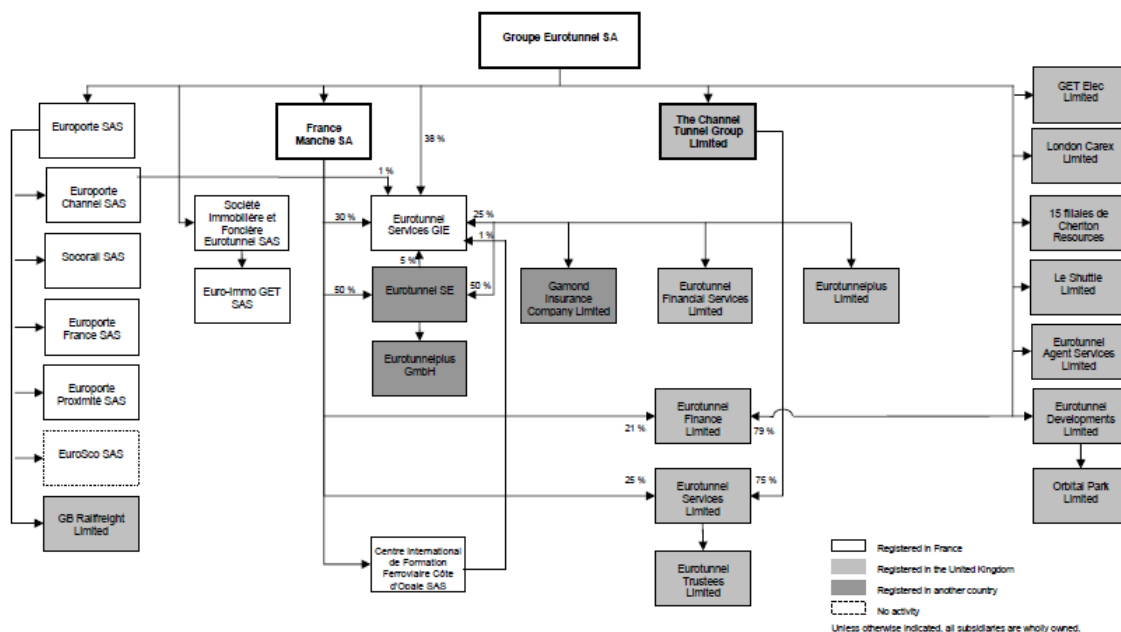 Groupe Eurotunnel SA
Europorte SAS
France
Manche SA
38 %
The Channel
Tunnel Group
Limited
GET Elec
Limited
London Carex
Limited
1 %
Europorte
Channel SAS
Société
Immobilière et
Foncière
Eurotunnel SAS
30 %
Eurotunnel
Services GIE
25 %
1 %
15 filiales de
Cheriton
Resources
Socorail SAS
5 %
Euro-Immo GET
SAS
50 %
Eurotunnel SE
50 %
Gamond
Insurance
Company Limited
Eurotunnel
Financial Services
Limited
Eurotunnelplus
Limited
Le Shuttle
Limited
Europorte
France SAS
Eurotunnelplus
GmbH
Eurotunnel
Agent Services
Limited
Europorte
Proximité SAS
21 %
Eurotunnel
Finance
Limited
79 %
Eurotunnel
Developments
Limited
EuroSco SAS
25 %
Eurotunnel
Services
Limited
75 %
Orbital Park
Limited
GB Railfreight
Limited
Centre International
de Formation
Ferroviaire Côte
d'Opale SAS
Eurotunnel
Trustees
Limited
Registered in France
Registered in the United Kingdom
Registered in another country
No activity
Unless otherwise indicated, all subsidiaries are wholly owned.